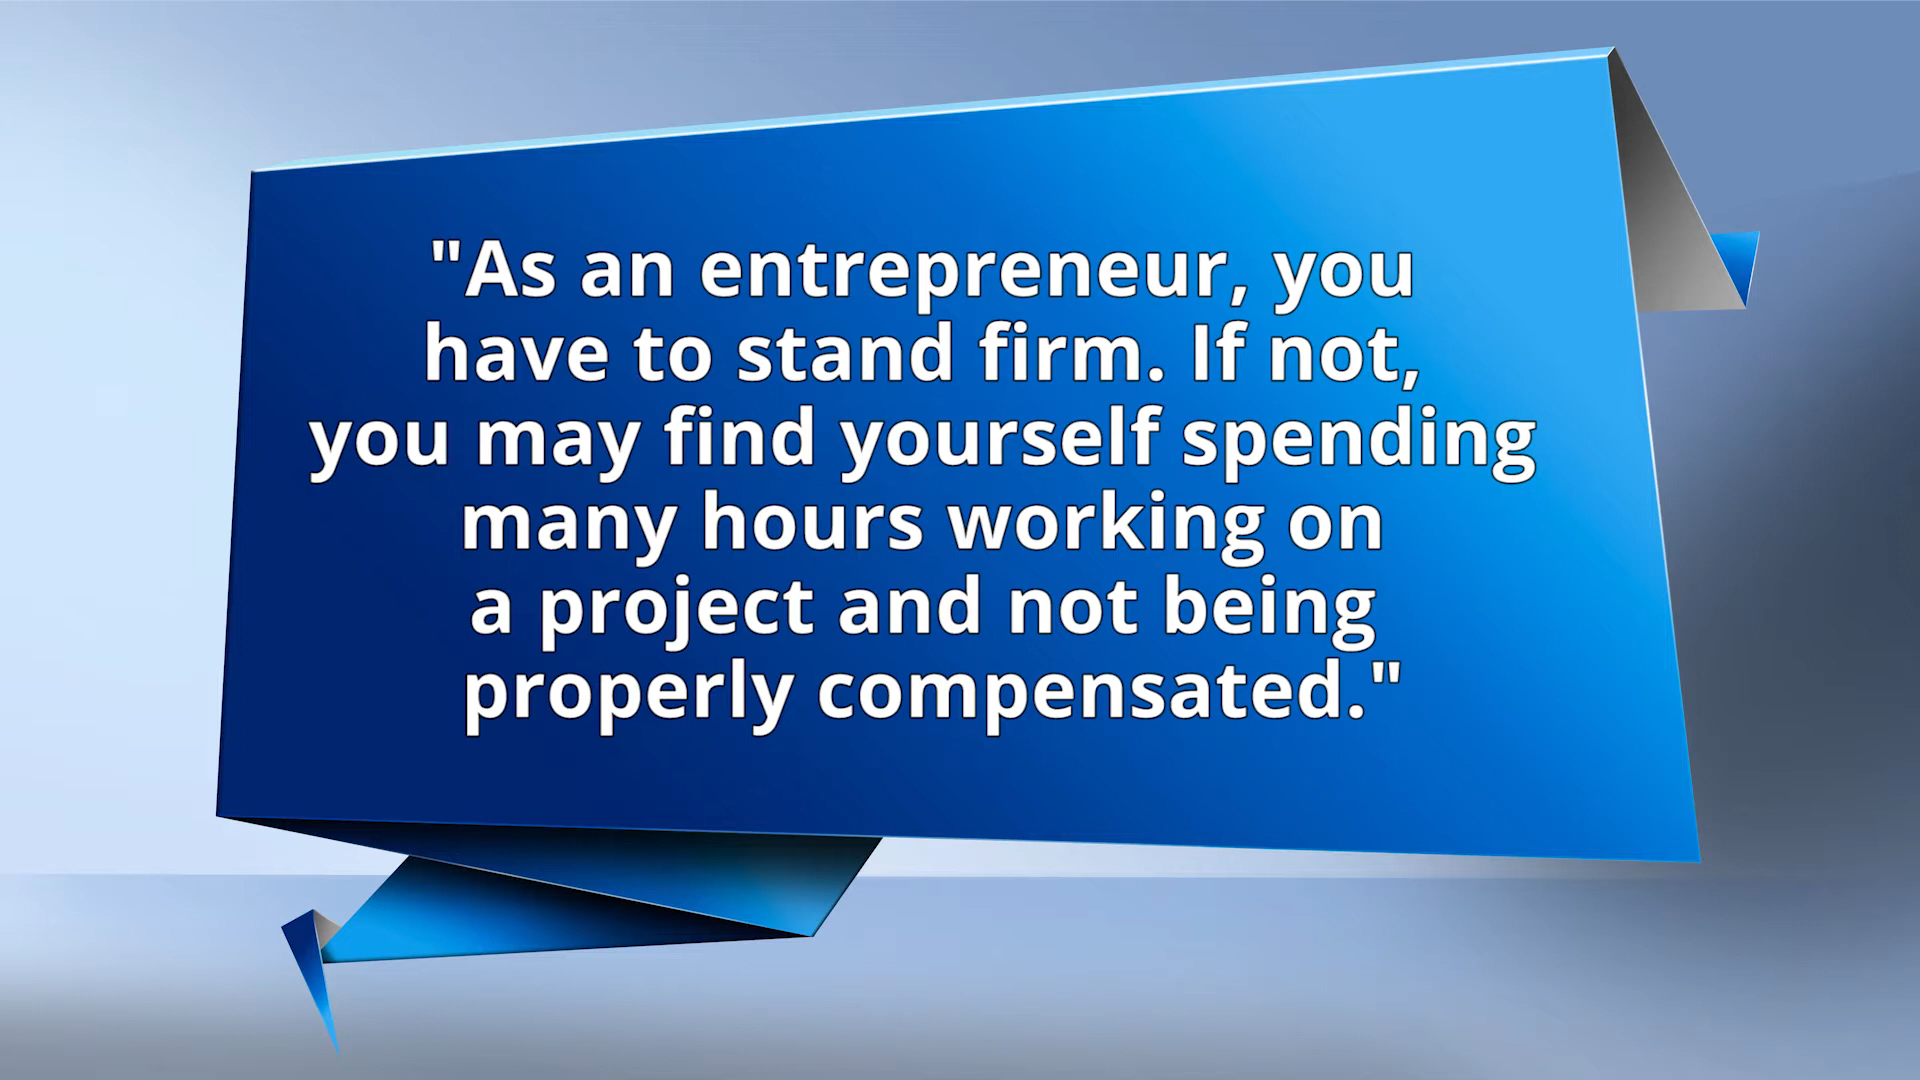 "As an entrepreneur, you
have to stand firm. If not,
you may find yourself spending
many hours working on
a project and not being
properly compensated."